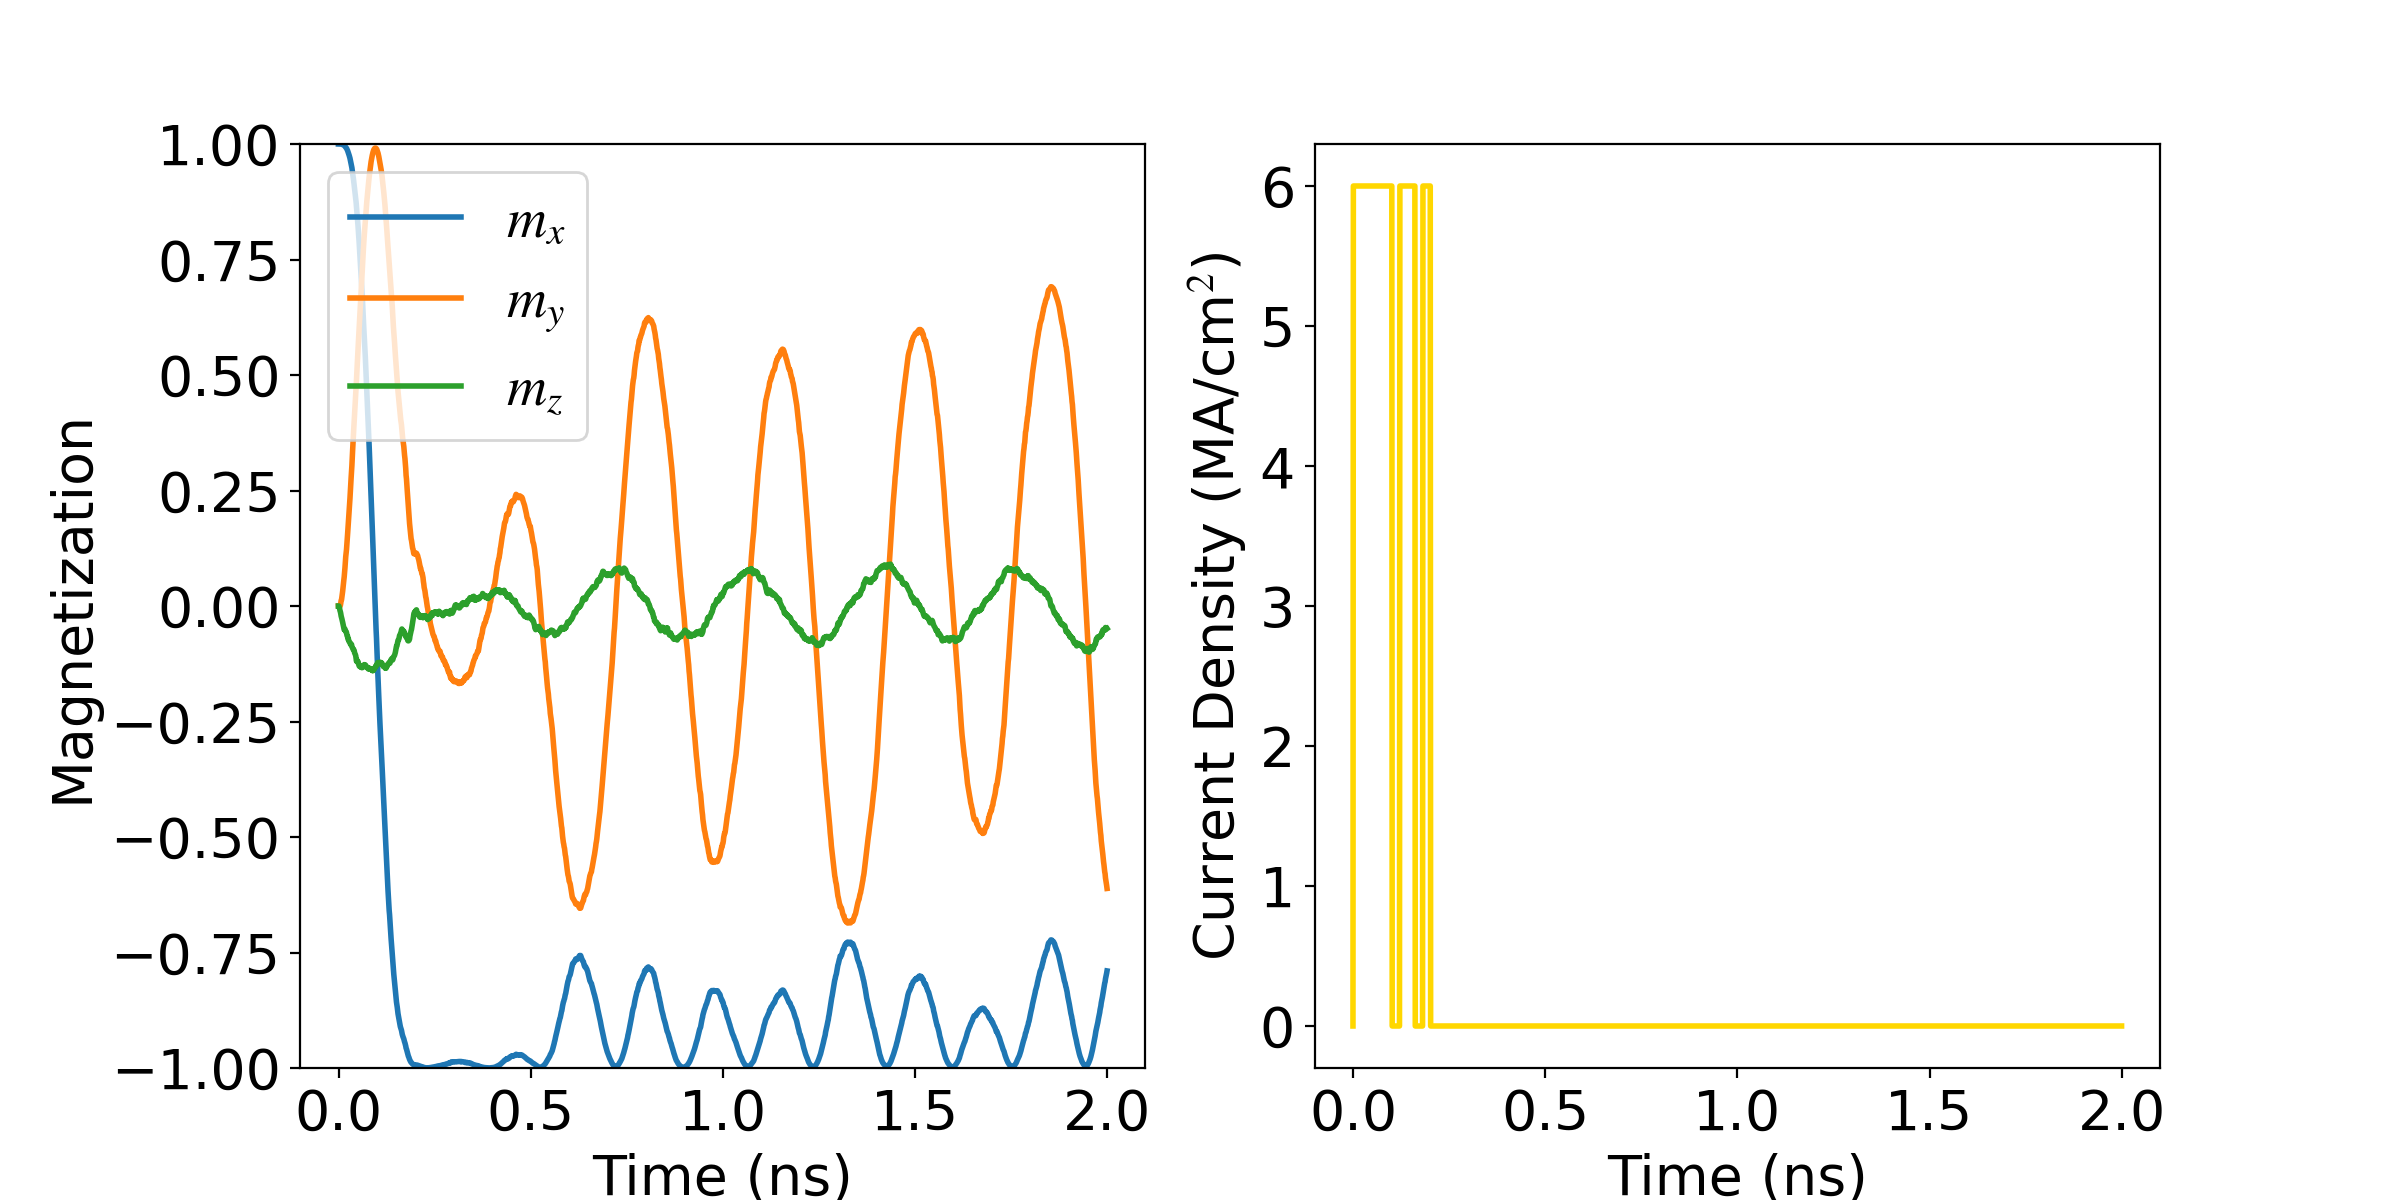 1.00
0.75
0.50
0.25
0.00
−0.25
−0.50
−0.75
−1.00
Magnetization
0.0 0.5 1.0 1.5 2.0
Time (ns)
m_x
m_y
m_z
6
5
4
3
2
1
0
Current Density (MA/cm²)
0.0 0.5 1.0 1.5 2.0
Time (ns)